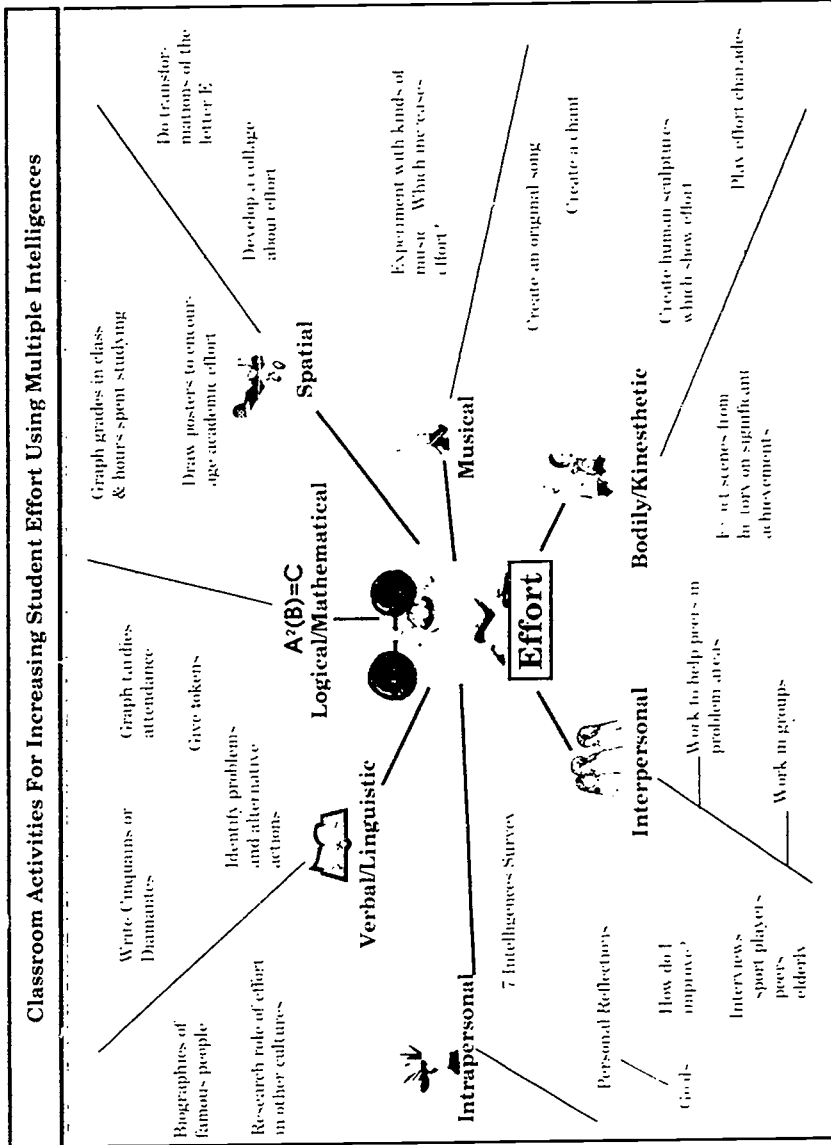 Classroom Activities For Increasing Student Effort Using Multiple Intelligences
Biographies of
famous people
Research role of effort
in other cultures
Write Cinquains or
Diamantes
Verbal/Linguistic
Graph tardies
attendance
Give tokens
Identify problems
and alternative
actions
A²(B)=C
Logical/Mathematical
Graph grades in class
& hours spent studying
Draw posters to encour-
age academic effort
Spatial
Develop a collage
about effort
Do transfor-
mations of the
letter E
Musical
Experiment with kinds of
music Which increases
effort?
Create an original song
Create a chant
Effort
Bodily/Kinesthetic
Create human sculptures
which show effort
Play effort charades
scenes from
history on significant
achievements
Interpersonal
Work to help peers in
problem areas
Work in groups
Interviews
sport players
peers
elderly
Intrapersonal
7 Intelligences Survey
Personal Reflections
How do I
improve?
Goals